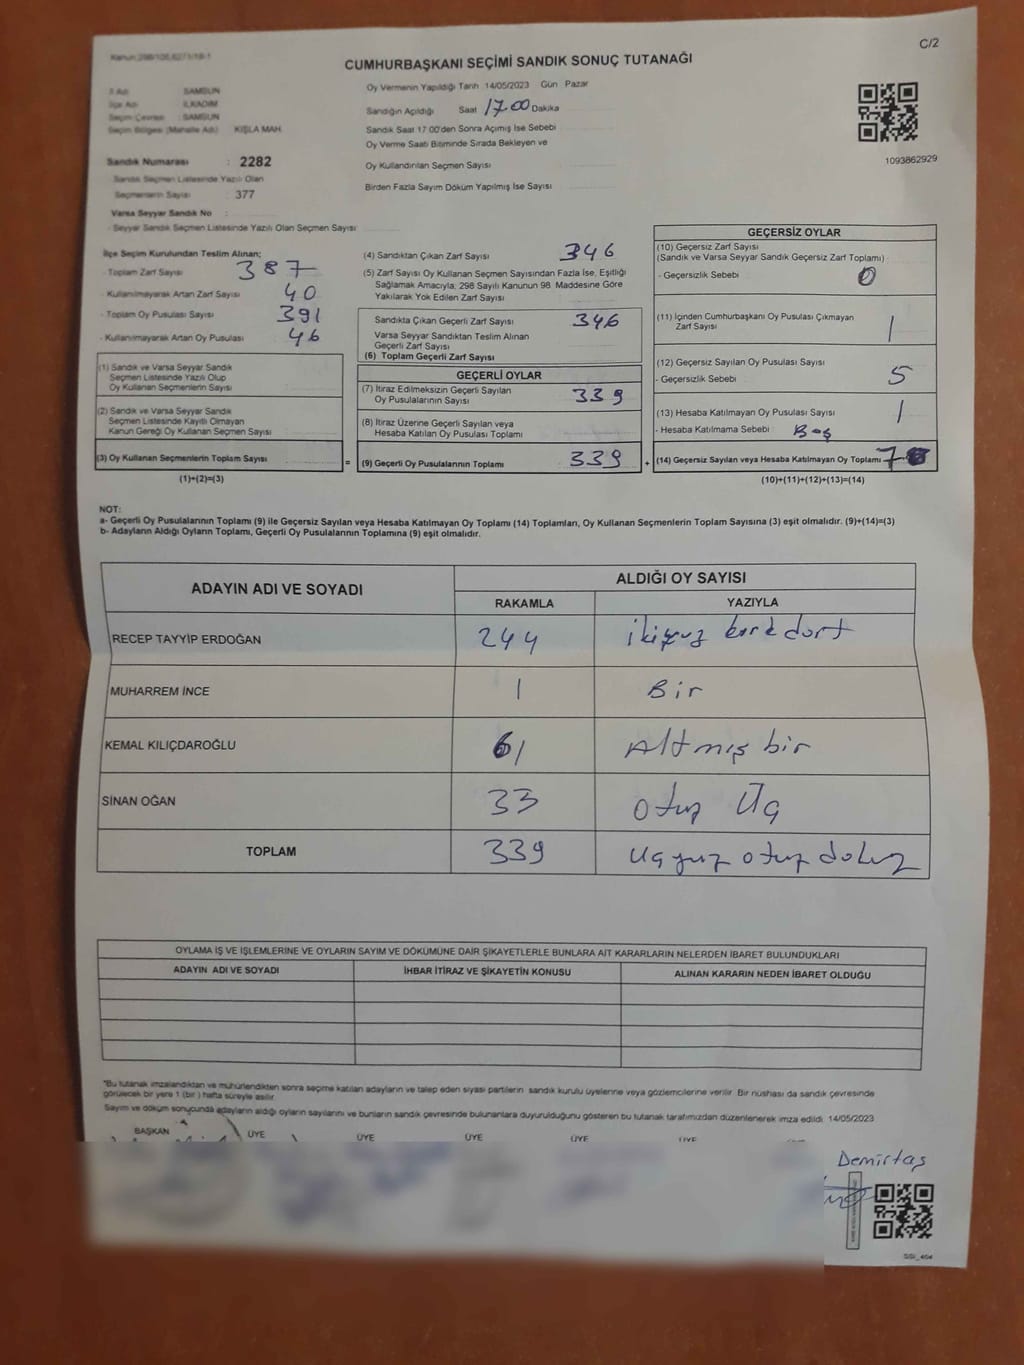 C/2
Kanun:298/105,6271/18-1
CUMHURBAŞKANI SEÇİMİ SANDIK SONUÇ TUTANAĞI
İl Adı SAMSUN
İlçe Adı İLKADIM
Seçim Çevresi : SAMSUN
Seçim Bölgesi (Mahalle Adı) KIŞLA MAH.
Sandık Numarası : 2282
Sandık Seçmen Listesinde Yazılı Olan
Seçmenlerin Sayısı : 377
Varsa Seyyar Sandık No :
- Seyyar Sandık Seçmen Listesinde Yazılı Olan Seçmen Sayısı
Oy Vermenin Yapıldığı Tarih 14/05/2023 Gün Pazar
Sandığın Açıldığı Saat 17.00 Dakika
Sandık Saat 17:00'den Sonra Açımış İse Sebebi
Oy Verme Saati Bitiminde Sırada Bekleyen ve
Oy Kullandırılan Seçmen Sayısı
Birden Fazla Sayım Döküm Yapılmış İse Sayısı
1093862929
İlçe Seçim Kurulundan Teslim Alınan;
- Toplam Zarf Sayısı 387
- Kullanılmayarak Artan Zarf Sayısı 40
- Toplam Oy Pusulası Sayısı 391
- Kullanılmayarak Artan Oy Pusulası 46
(1) Sandık ve Varsa Seyyar Sandık
Seçmen Listesinde Yazılı Olup
Oy Kullanan Seçmenlerin Sayısı
(2) Sandık ve Varsa Seyyar Sandık
Seçmen Listesinde Kayıtlı Olmayan
Kanun Gereği Oy Kullanan Seçmen Sayısı
(3) Oy Kullanan Seçmenlerin Toplam Sayısı =
(1)+(2)=(3)
(4) Sandıktan Çıkan Zarf Sayısı 346
(5) Zarf Sayısı Oy Kullanan Seçmen Sayısından Fazla İse, Eşitliği
Sağlamak Amacıyla; 298 Sayılı Kanunun 98. Maddesine Göre
Yakılarak Yok Edilen Zarf Sayısı
Sandıkta Çıkan Geçerli Zarf Sayısı 346
Varsa Seyyar Sandıktan Teslim Alınan
Geçerli Zarf Sayısı
(6) Toplam Geçerli Zarf Sayısı
GEÇERLİ OYLAR
(7) İtiraz Edilmeksizin Geçerli Sayılan
Oy Pusulalarının Sayısı 339
(8) İtiraz Üzerine Geçerli Sayılan veya
Hesaba Katılan Oy Pusulası Toplamı
(9) Geçerli Oy Pusulalarının Toplamı 339 +
GEÇERSİZ OYLAR
(10) Geçersiz Zarf Sayısı
(Sandık ve Varsa Seyyar Sandık Geçersiz Zarf Toplamı)
- Geçersizlik Sebebi 0
(11) İçinden Cumhurbaşkanı Oy Pusulası Çıkmayan
Zarf Sayısı 1
(12) Geçersiz Sayılan Oy Pusulası Sayısı
- Geçersizlik Sebebi 5
(13) Hesaba Katılmayan Oy Pusulası Sayısı 1
- Hesaba Katılmama Sebebi Boş
(14) Geçersiz Sayılan veya Hesaba Katılmayan Oy Toplamı 7
(10)+(11)+(12)+(13)=(14)
NOT:
a- Geçerli Oy Pusulalarının Toplamı (9) ile Geçersiz Sayılan veya Hesaba Katılmayan Oy Toplamı (14) Toplamları, Oy Kullanan Seçmenlerin Toplam Sayısına (3) eşit olmalıdır. (9)+(14)=(3)
b- Adayların Aldığı Oyların Toplamı, Geçerli Oy Pusulalarının Toplamına (9) eşit olmalıdır.
ADAYIN ADI VE SOYADI ALDIĞI OY SAYISI
RAKAMLA YAZIYLA
RECEP TAYYİP ERDOĞAN 244 ikiyuz kırk dört
MUHARREM İNCE 1 Bir
KEMAL KILIÇDAROĞLU 61 Altmış bir
SİNAN OĞAN 33 otuz Üç
TOPLAM 339 Üçyuz otuz dokuz
OYLAMA İŞ VE İŞLEMLERİNE VE OYLARIN SAYIM VE DÖKÜMÜNE DAİR ŞİKAYETLERLE BUNLARA AİT KARARLARIN NELERDEN İBARET BULUNDUKLARI
ADAYIN ADI VE SOYADI İHBAR İTİRAZ VE ŞİKAYETİN KONUSU ALINAN KARARIN NEDEN İBARET OLDUĞU
"Bu tutanak imzalandıktan ve mühürlendikten sonra seçime katılan adayların ve talep eden siyasi partilerin sandık kurulu üyelerine veya gözlemcilerine verilir. Bir nushası da sandık çevresinde
görülecek bir yere 1 (bir) hafta süreyle asılır.
Sayım ve döküm sonucunda adayların aldığı oyların sayılarını ve bunların sandık çevresinde bulunanlara duyurulduğunu gösteren bu tutanak tarafımızdan düzenlenerek imza edildi. 14/05/2023
BAŞKAN ÜYE ÜYE ÜYE ÜYE ÜYE
Demirtaş